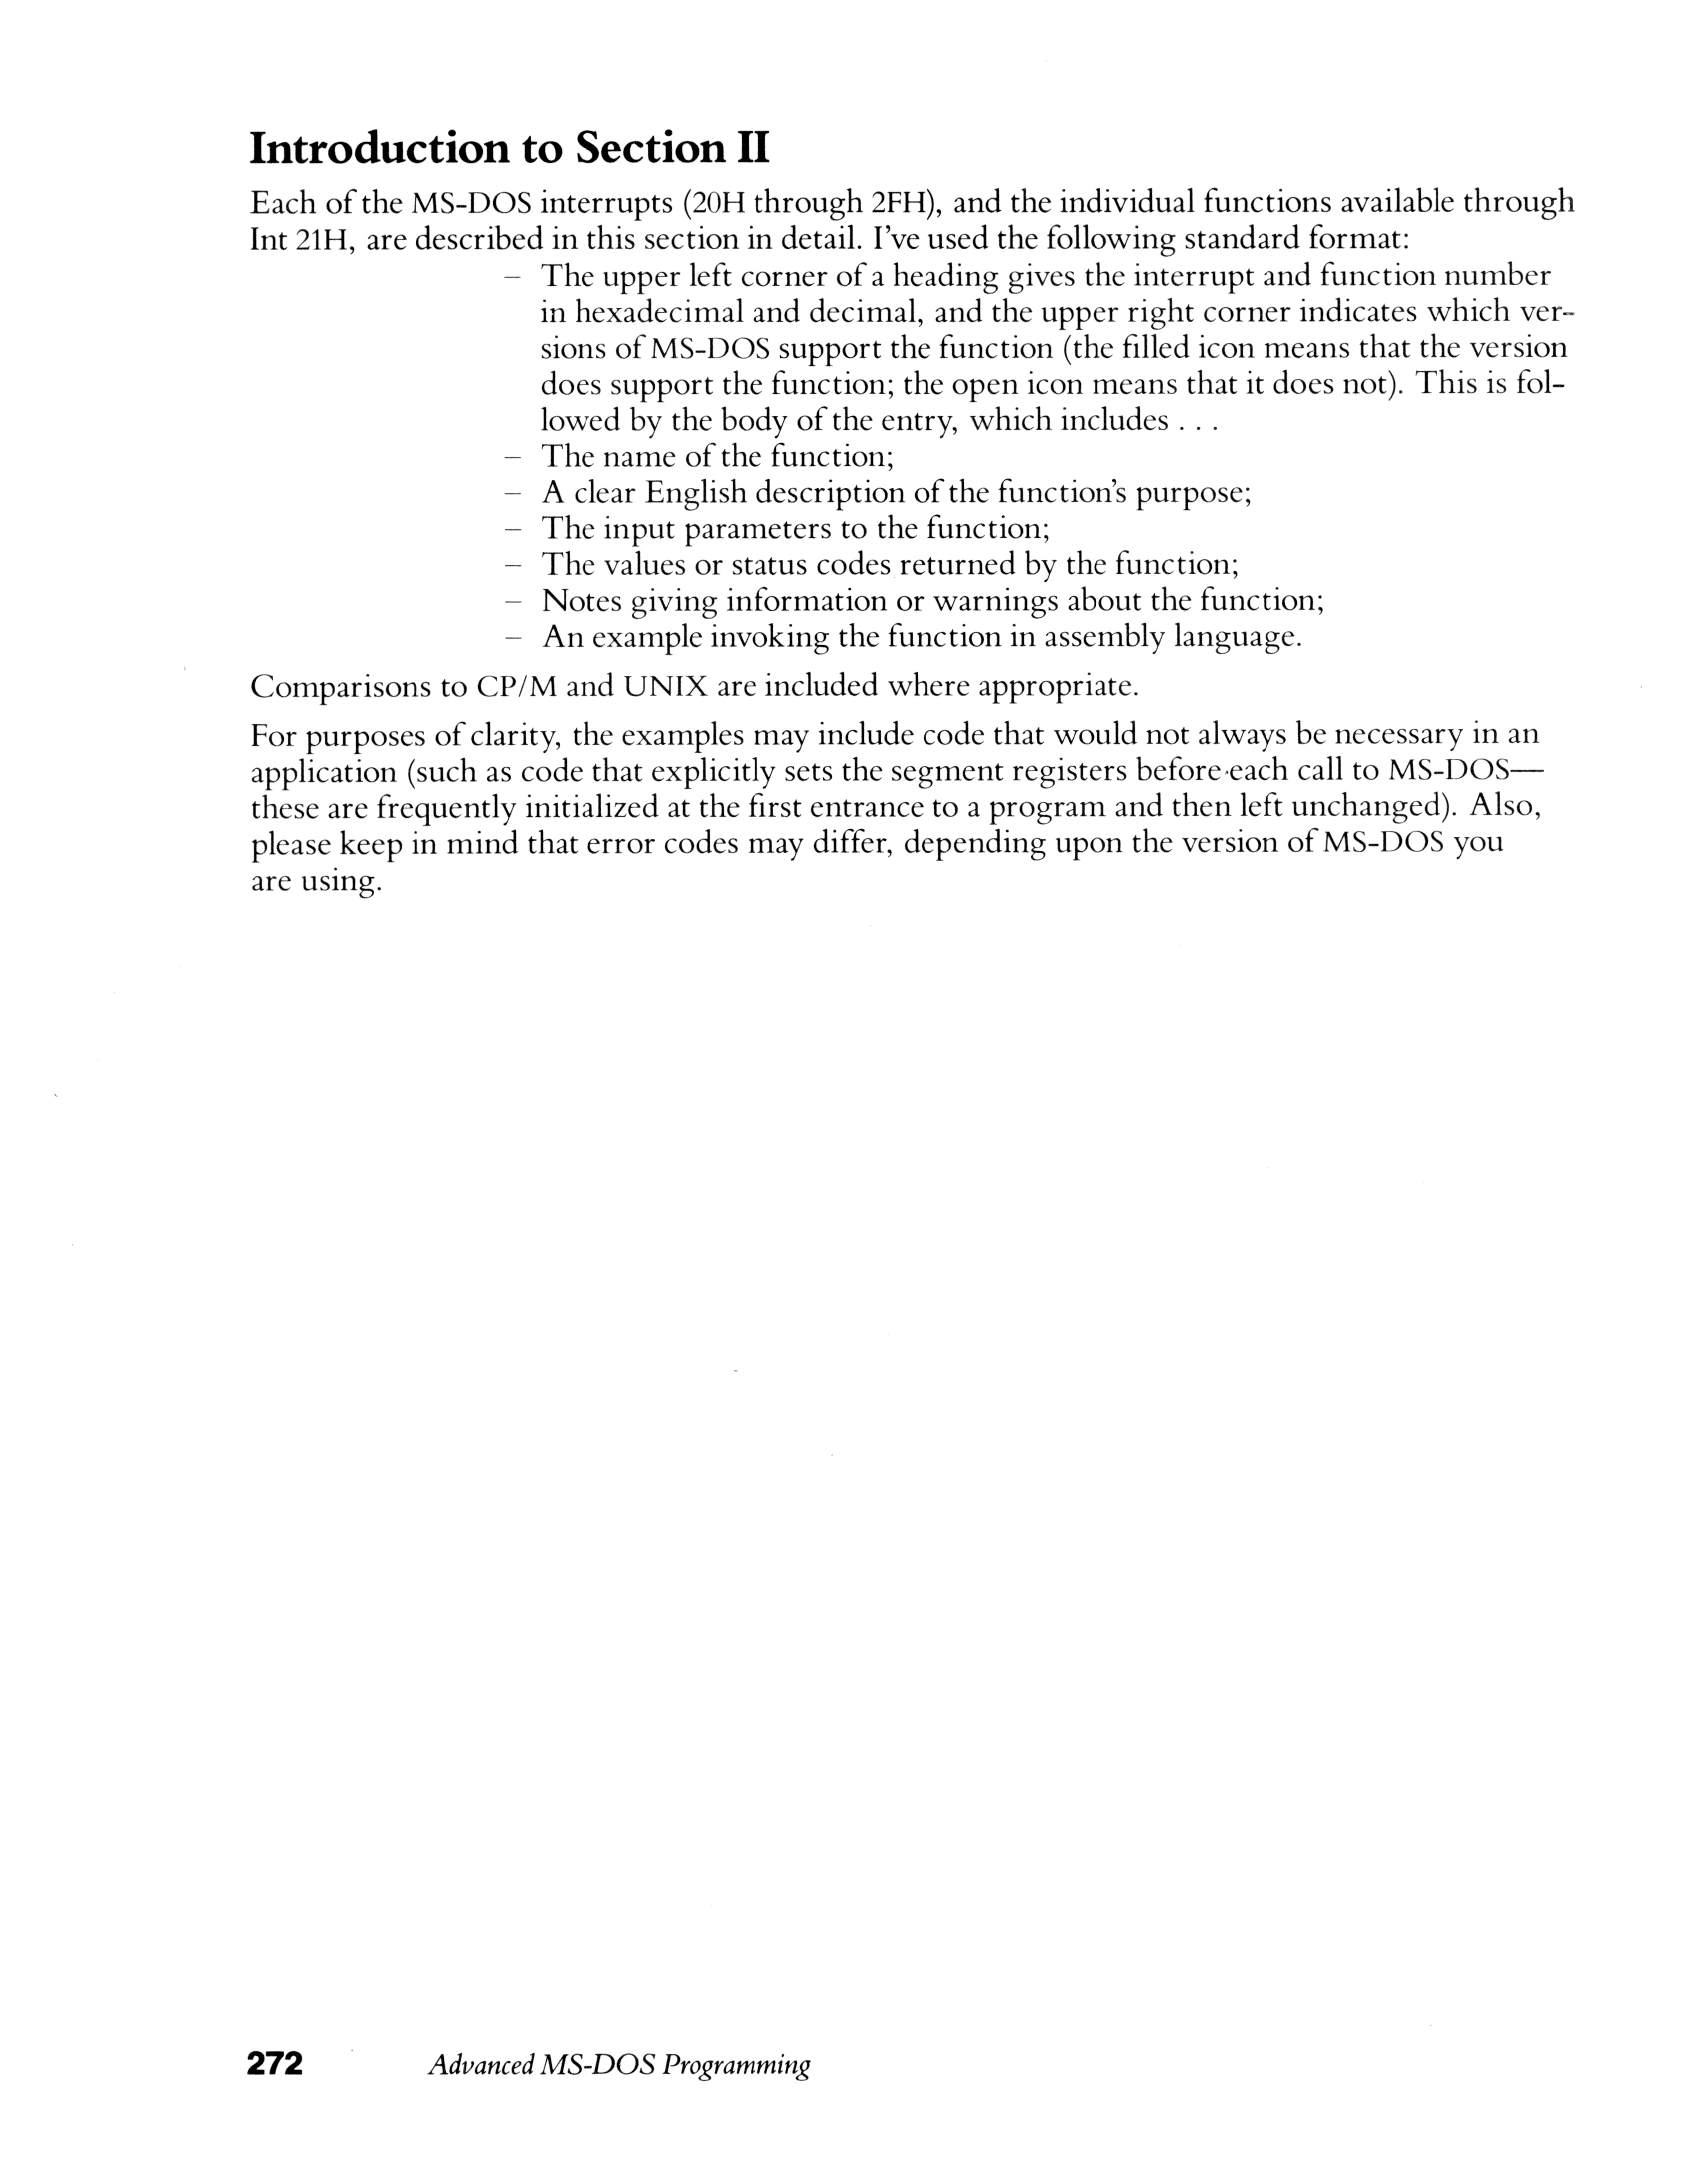 Introduction to Section II
Each of the MS-DOS interrupts (20H through 2FH), and the individual functions available through
Int 21H, are described in this section in detail. I've used the following standard format:
– The upper left corner of a heading gives the interrupt and function number
in hexadecimal and decimal, and the upper right corner indicates which ver-
sions of MS-DOS support the function (the filled icon means that the version
does support the function; the open icon means that it does not). This is fol-
lowed by the body of the entry, which includes . . .
– The name of the function;
– A clear English description of the function's purpose;
– The input parameters to the function;
– The values or status codes returned by the function;
– Notes giving information or warnings about the function;
– An example invoking the function in assembly language.
Comparisons to CP/M and UNIX are included where appropriate.
For purposes of clarity, the examples may include code that would not always be necessary in an
application (such as code that explicitly sets the segment registers before each call to MS-DOS—
these are frequently initialized at the first entrance to a program and then left unchanged). Also,
please keep in mind that error codes may differ, depending upon the version of MS-DOS you
are using.
272 Advanced MS-DOS Programming